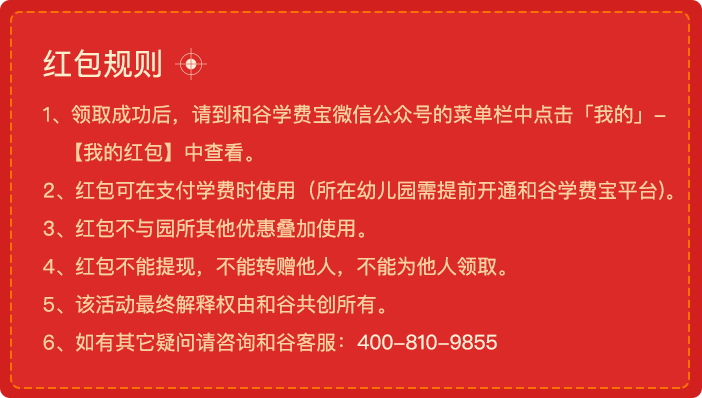 红包规则
1、领取成功后，请到和谷学费宝微信公众号的菜单栏中点击「我的」–
【我的红包】中查看。
2、红包可在支付学费时使用（所在幼儿园需提前开通和谷学费宝平台)。
3、红包不与园所其他优惠叠加使用。
4、红包不能提现，不能转赠他人，不能为他人领取。
5、该活动最终解释权由和谷共创所有。
6、如有其它疑问请咨询和谷客服：400–810–9855